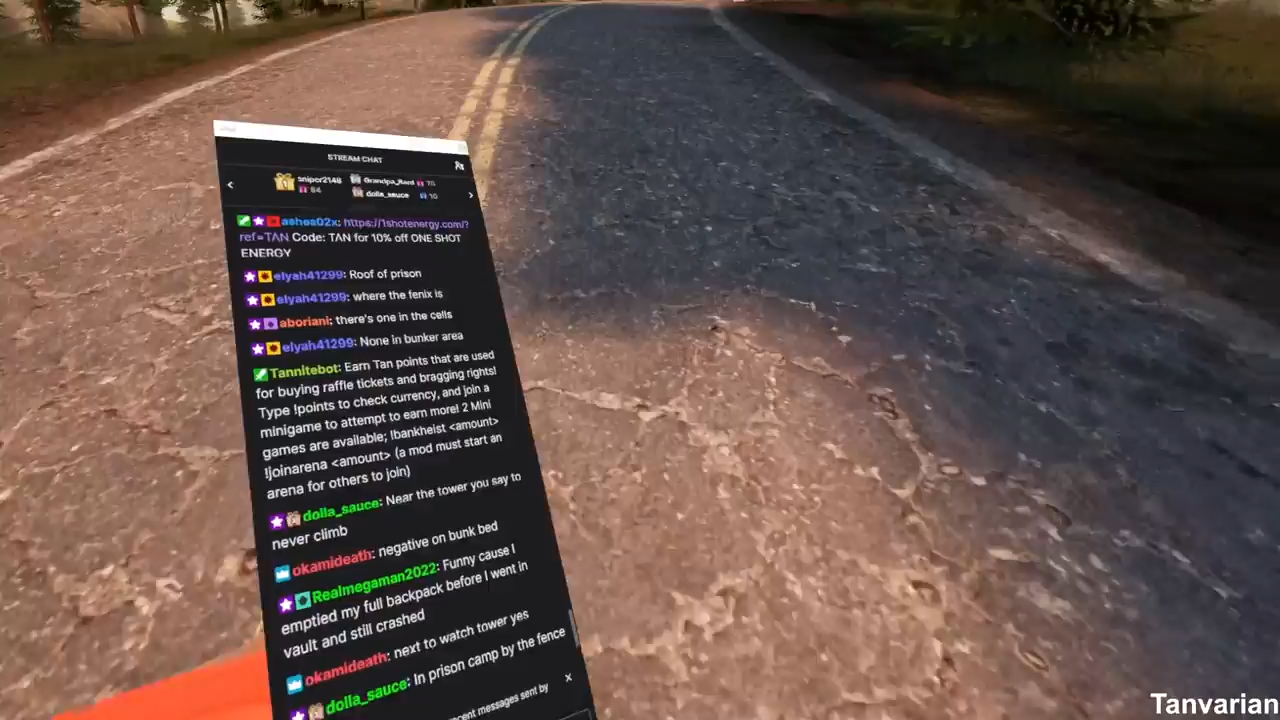 STREAM CHAT
sniper2148 Grandpa_Rant 75
84 dolla_sauce 10
ashes02x: https://1shotenergy.com/?
ref=TAN Code: TAN for 10% off ONE SHOT
ENERGY
elyah41299: Roof of prison
elyah41299: where the fenix is
aboriani: there's one in the cells
elyah41299: None in bunker area
Tannitebot: Earn Tan points that are used
for buying raffle tickets and bragging rights!
Type !points to check currency, and join a
minigame to attempt to earn more! 2 Mini
games are available; !bankheist <amount>
!joinarena <amount> (a mod must start an
arena for others to join)
dolla_sauce: Near the tower you say to
never climb
okamideath: negative on bunk bed
Realmegaman2022: Funny cause I
emptied my full backpack before I went in
vault and still crashed
okamideath: next to watch tower yes
dolla_sauce: In prison camp by the fence
messages sent by
Tanvarian